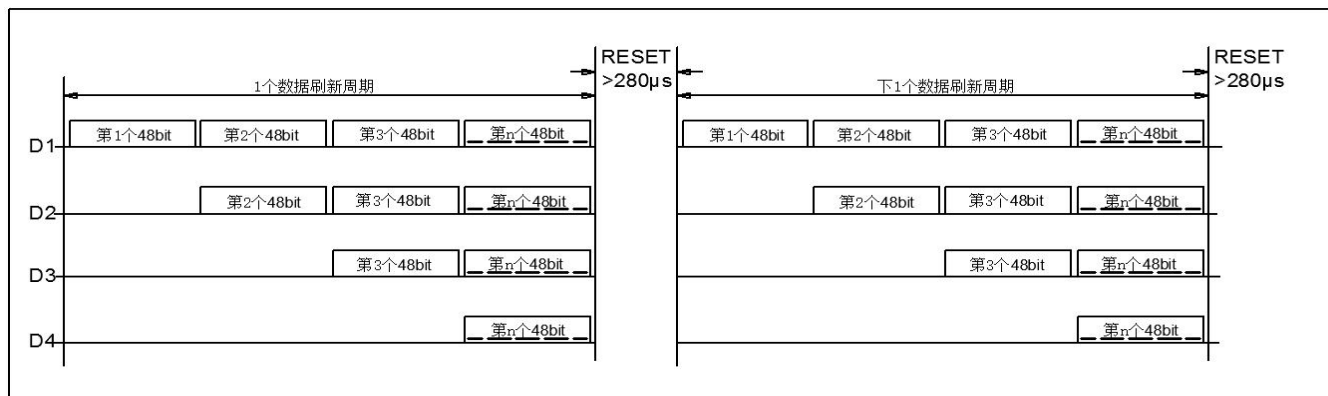 RESET
>280μs
RESET
>280μs
1个数据刷新周期
下1个数据刷新周期
D1 第1个48bit 第2个48bit 第3个48bit 第n个48bit 第1个48bit 第2个48bit 第3个48bit 第n个48bit
D2 第2个48bit 第3个48bit 第n个48bit 第2个48bit 第3个48bit 第n个48bit
D3 第3个48bit 第n个48bit 第3个48bit 第n个48bit
D4 第n个48bit 第n个48bit